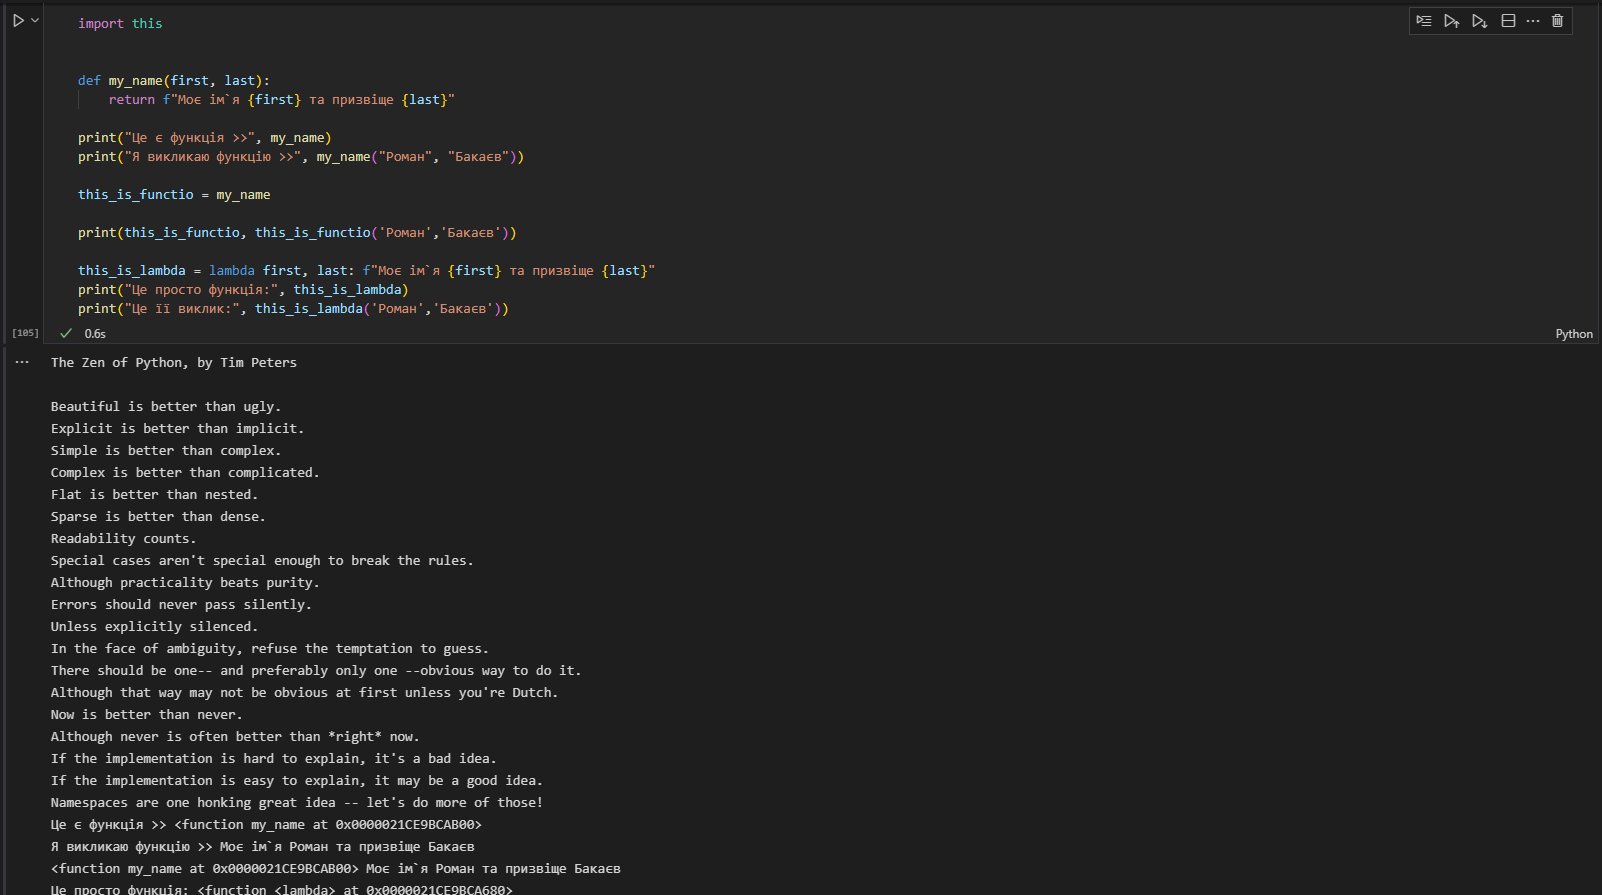 import this
def my_name(first, last):
    return f"Моє ім`я {first} та призвіще {last}"
print("Це є функція >>", my_name)
print("Я викликаю функцію >>", my_name("Роман", "Бакаєв"))
this_is_functio = my_name
print(this_is_functio, this_is_functio('Роман','Бакаєв'))
this_is_lambda = lambda first, last: f"Моє ім`я {first} та призвіще {last}"
print("Це просто функція:", this_is_lambda)
print("Це її виклик:", this_is_lambda('Роман','Бакаєв'))
[105] 0.6s Python
The Zen of Python, by Tim Peters
Beautiful is better than ugly.
Explicit is better than implicit.
Simple is better than complex.
Complex is better than complicated.
Flat is better than nested.
Sparse is better than dense.
Readability counts.
Special cases aren't special enough to break the rules.
Although practicality beats purity.
Errors should never pass silently.
Unless explicitly silenced.
In the face of ambiguity, refuse the temptation to guess.
There should be one-- and preferably only one --obvious way to do it.
Although that way may not be obvious at first unless you're Dutch.
Now is better than never.
Although never is often better than *right* now.
If the implementation is hard to explain, it's a bad idea.
If the implementation is easy to explain, it may be a good idea.
Namespaces are one honking great idea -- let's do more of those!
Це є функція >> <function my_name at 0x0000021CE9BCAB00>
Я викликаю функцію >> Моє ім`я Роман та призвіще Бакаєв
<function my_name at 0x0000021CE9BCAB00> Моє ім`я Роман та призвіще Бакаєв
Це просто функція: <function <lambda> at 0x0000021CE9BCA680>